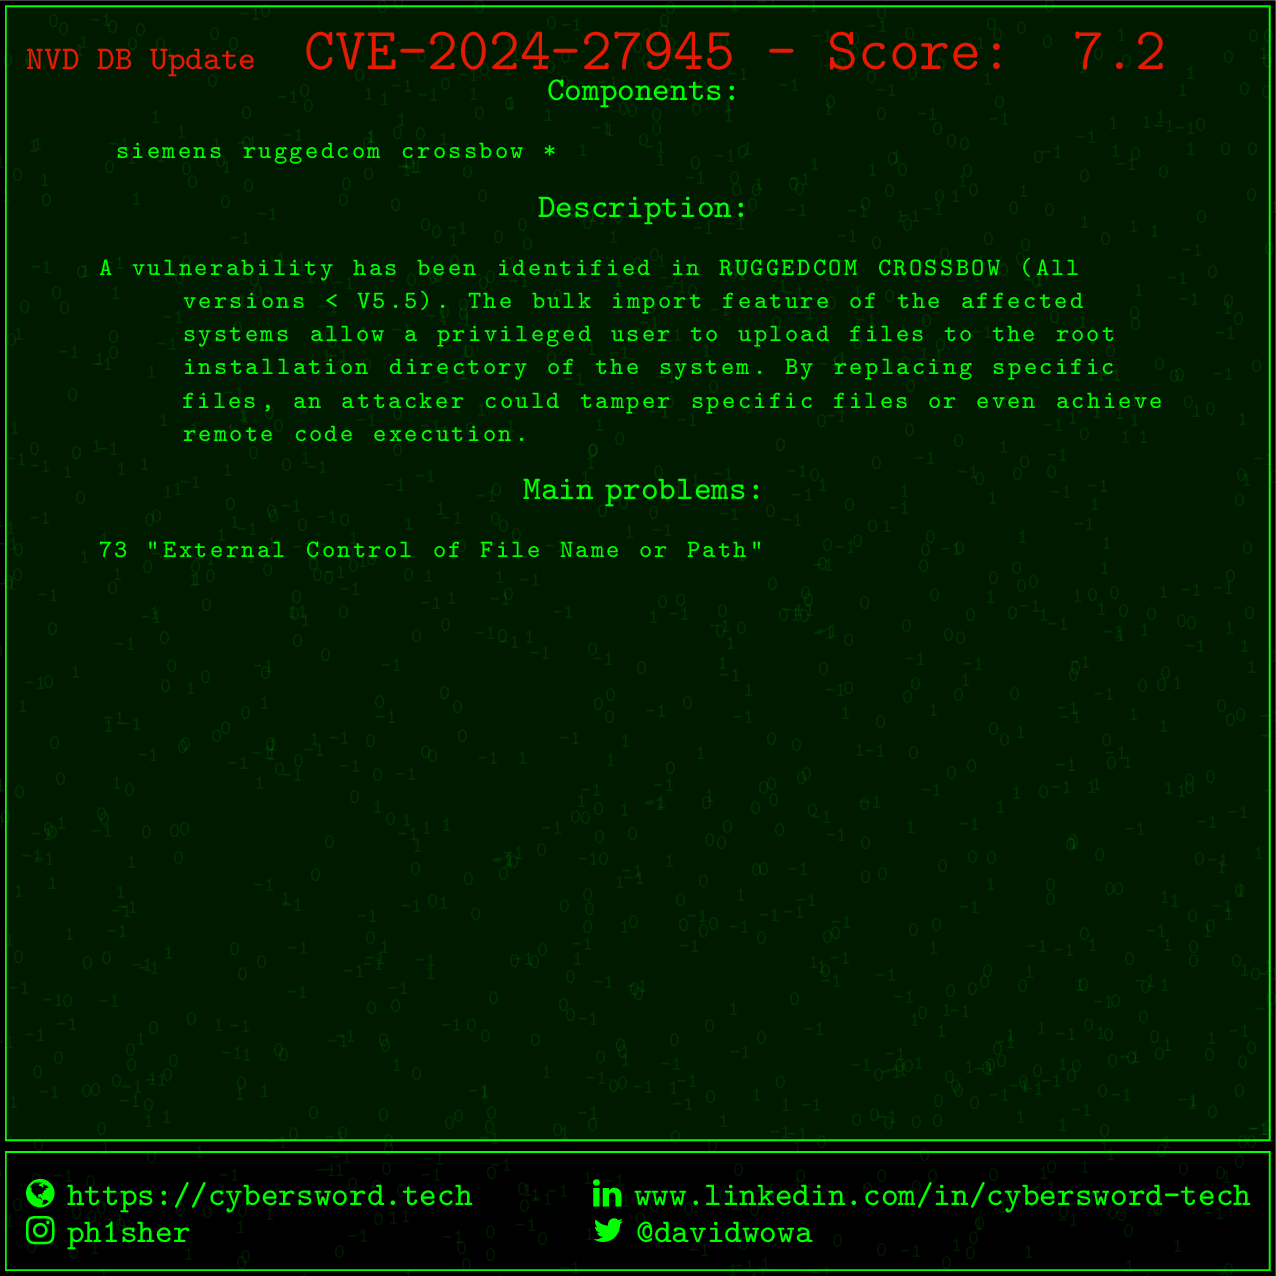 NVD DB Update CVE-2024-27945 - Score: 7.2
Components:
siemens ruggedcom crossbow *
Description:
A vulnerability has been identified in RUGGEDCOM CROSSBOW (All
versions < V5.5). The bulk import feature of the affected
systems allow a privileged user to upload files to the root
installation directory of the system. By replacing specific
files, an attacker could tamper specific files or even achieve
remote code execution.
Main problems:
73 "External Control of File Name or Path"
https://cybersword.tech
www.linkedin.com/in/cybersword-tech
ph1sher
@davidwowa